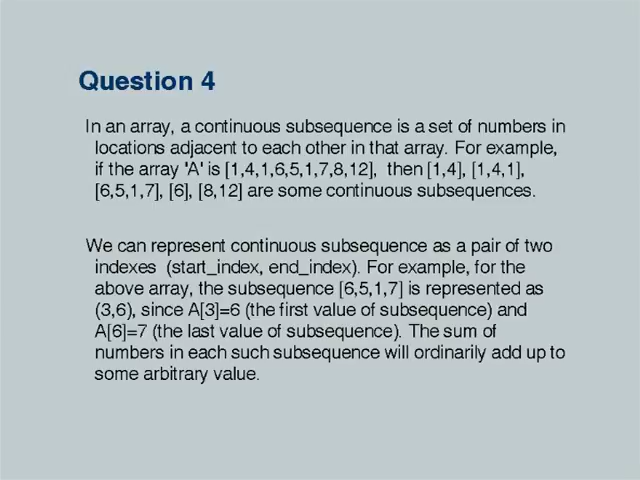 Question 4
In an array, a continuous subsequence is a set of numbers in
locations adjacent to each other in that array. For example,
if the array 'A' is [1,4,1,6,5,1,7,8,12],  then [1,4], [1,4,1],
[6,5,1,7], [6], [8,12] are some continuous subsequences.
We can represent continuous subsequence as a pair of two
indexes  (start_index, end_index). For example, for the
above array, the subsequence [6,5,1,7] is represented as
(3,6), since A[3]=6 (the first value of subsequence) and
A[6]=7 (the last value of subsequence). The sum of
numbers in each such subsequence will ordinarily add up to
some arbitrary value.